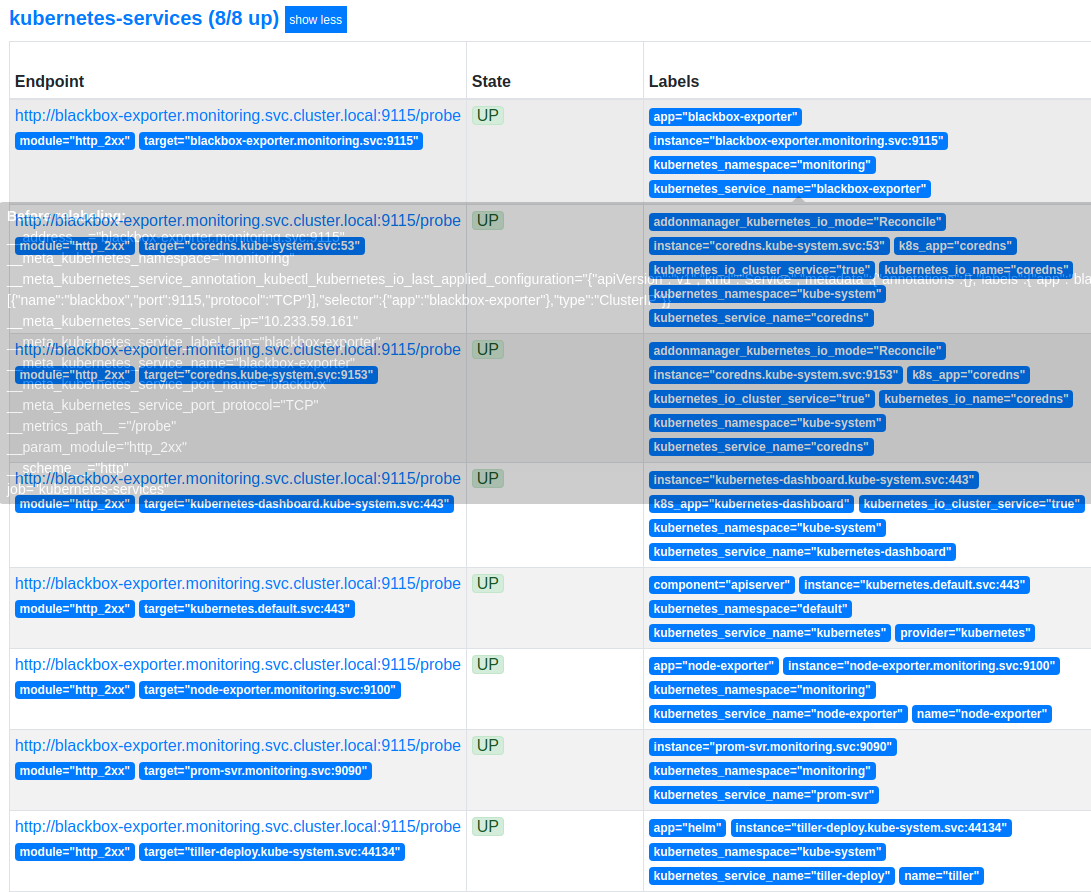 kubernetes-services (8/8 up) show less
Endpoint State Labels
http://blackbox-exporter.monitoring.svc.cluster.local:9115/probe UP app="blackbox-exporter"
module="http_2xx" target="blackbox-exporter.monitoring.svc:9115" instance="blackbox-exporter.monitoring.svc:9115"
kubernetes_namespace="monitoring"
kubernetes_service_name="blackbox-exporter"
Before relabeling:
http://blackbox-exporter.monitoring.svc.cluster.local:9115/probe UP addonmanager_kubernetes_io_mode="Reconcile"
__address__="blackbox-exporter.monitoring.svc:9115"
module="http_2xx" target="coredns.kube-system.svc:53" instance="coredns.kube-system.svc:53" k8s_app="coredns"
__meta_kubernetes_namespace="monitoring"
kubernetes_io_cluster_service="true" kubernetes_io_name="coredns"
__meta_kubernetes_service_annotation_kubectl_kubernetes_io_last_applied_configuration="{"apiVersion":"v1","kind":"Service","metadata":{"annotations":{},"labels":{"app":"bla
kubernetes_namespace="kube-system"
[{"name":"blackbox","port":9115,"protocol":"TCP"}],"selector":{"app":"blackbox-exporter"},"type":"ClusterIP"}}
kubernetes_service_name="coredns"
__meta_kubernetes_service_cluster_ip="10.233.59.161"
__meta_kubernetes_service_label_app="blackbox-exporter"
http://blackbox-exporter.monitoring.svc.cluster.local:9115/probe UP addonmanager_kubernetes_io_mode="Reconcile"
__meta_kubernetes_service_name="blackbox-exporter"
module="http_2xx" target="coredns.kube-system.svc:9153" instance="coredns.kube-system.svc:9153" k8s_app="coredns"
__meta_kubernetes_service_port_name="blackbox"
kubernetes_io_cluster_service="true" kubernetes_io_name="coredns"
__meta_kubernetes_service_port_protocol="TCP"
__metrics_path__="/probe"
kubernetes_namespace="kube-system"
__param_module="http_2xx"
kubernetes_service_name="coredns"
__scheme__="http"
http://blackbox-exporter.monitoring.svc.cluster.local:9115/probe UP instance="kubernetes-dashboard.kube-system.svc:443"
job="kubernetes-services"
module="http_2xx" target="kubernetes-dashboard.kube-system.svc:443" k8s_app="kubernetes-dashboard" kubernetes_io_cluster_service="true"
kubernetes_namespace="kube-system"
kubernetes_service_name="kubernetes-dashboard"
http://blackbox-exporter.monitoring.svc.cluster.local:9115/probe UP component="apiserver" instance="kubernetes.default.svc:443"
module="http_2xx" target="kubernetes.default.svc:443" kubernetes_namespace="default"
kubernetes_service_name="kubernetes" provider="kubernetes"
http://blackbox-exporter.monitoring.svc.cluster.local:9115/probe UP app="node-exporter" instance="node-exporter.monitoring.svc:9100"
module="http_2xx" target="node-exporter.monitoring.svc:9100" kubernetes_namespace="monitoring"
kubernetes_service_name="node-exporter" name="node-exporter"
http://blackbox-exporter.monitoring.svc.cluster.local:9115/probe UP instance="prom-svr.monitoring.svc:9090"
module="http_2xx" target="prom-svr.monitoring.svc:9090" kubernetes_namespace="monitoring"
kubernetes_service_name="prom-svr"
http://blackbox-exporter.monitoring.svc.cluster.local:9115/probe UP app="helm" instance="tiller-deploy.kube-system.svc:44134"
module="http_2xx" target="tiller-deploy.kube-system.svc:44134" kubernetes_namespace="kube-system"
kubernetes_service_name="tiller-deploy" name="tiller"